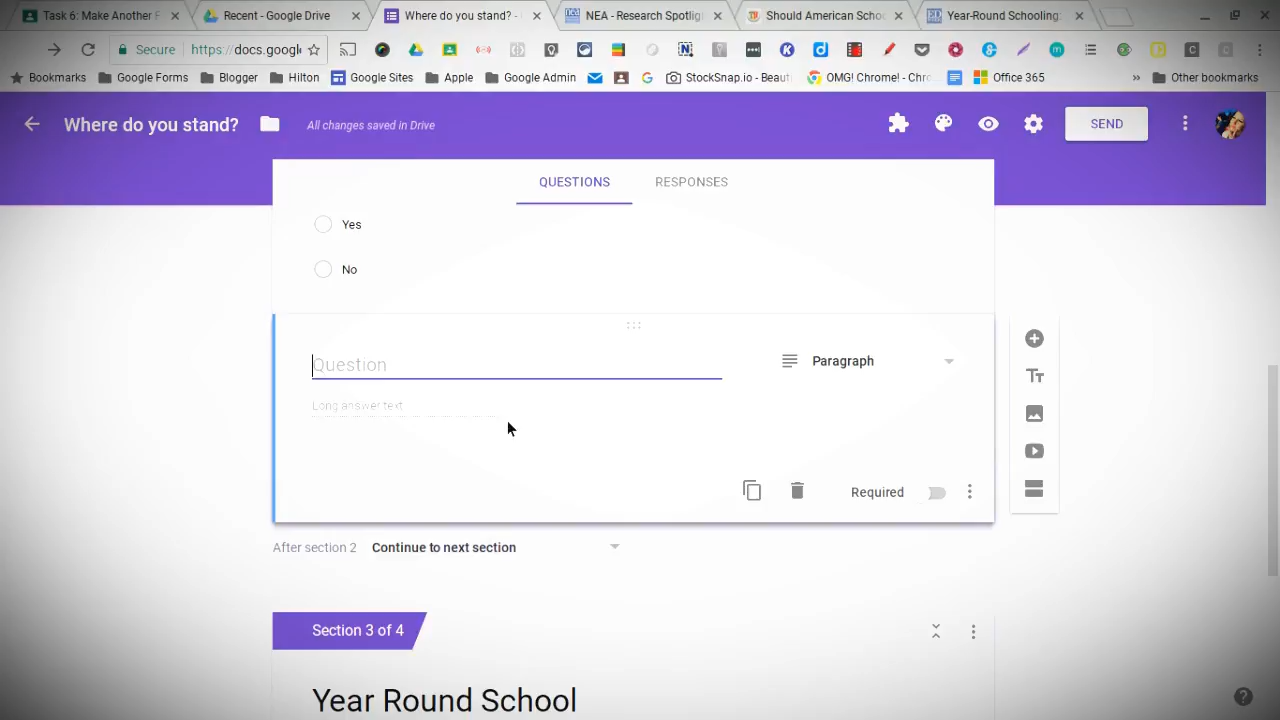 Task 6: Make Another F
Recent - Google Drive
Where do you stand? -
NEA - Research Spotlig
Should American Schoo
Year-Round Schooling:
Secure
https://docs.googl
Bookmarks
Google Forms
Blogger
Hilton
Google Sites
Apple
Google Admin
StockSnap.io - Beaut
OMG! Chrome! - Chro
Office 365
Other bookmarks
Where do you stand?
All changes saved in Drive
SEND
QUESTIONS
RESPONSES
Yes
No
Question
Paragraph
Long answer text
Required
After section 2
Continue to next section
Section 3 of 4
Year Round School